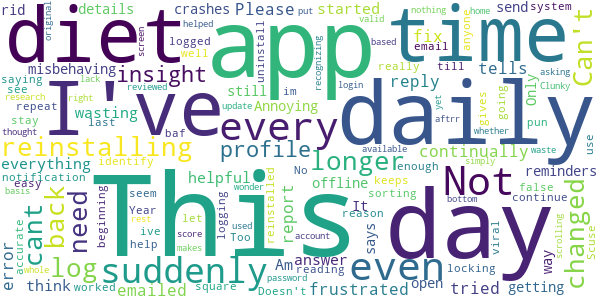 rid details crashes Please started send system original
diet app time
logged helped put nothing home valid
screen well fix email anyone based
misbehaving insight uninstall recognizing im really till login Can't
saying see still tells
research right wasting reply Only lack reviewed Annoying update yet gives going asking Clunky
repeat stay last baf
I've every daily
thought aftrr whether waste
reinstalling profile longer continually pun use
everything identify available simply
notification No enough reminders
easy seem helpful offline sorting keeps Not false continue
basis Year beginning wonder reinstalled report It reason changed
cant back need This day
accurate rest ive let logging used score says way viral 5cuse
error log help makes Too account answer even locking bottom scrolling
suddenly Am reading open
think worked square password frustrated tried getting
whole emailed Doesn't